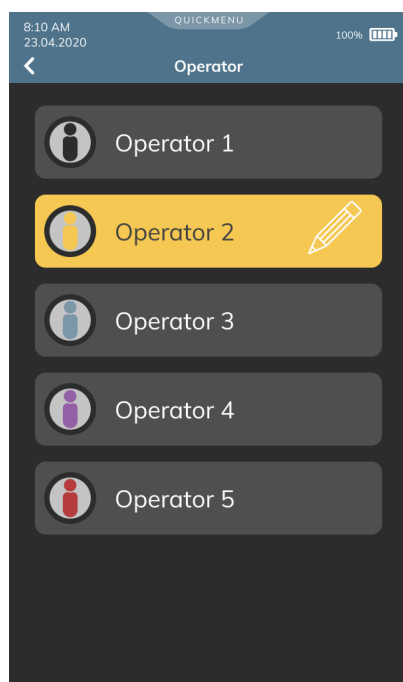 8:10 AM
QUICKMENU
100%
23.04.2020
Operator
Operator 1
Operator 2
Operator 3
Operator 4
Operator 5